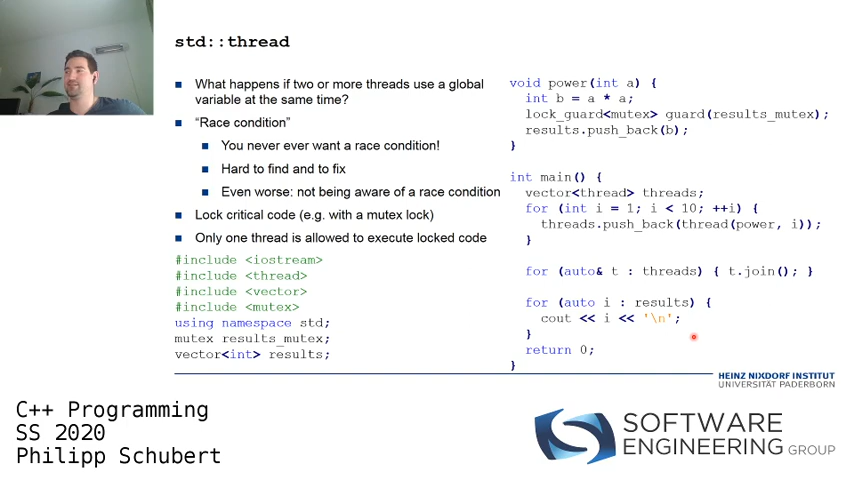 std::thread
What happens if two or more threads use a global
variable at the same time?
“Race condition”
You never ever want a race condition!
Hard to find and to fix
Even worse: not being aware of a race condition
Lock critical code (e.g. with a mutex lock)
Only one thread is allowed to execute locked code
#include <iostream>
#include <thread>
#include <vector>
#include <mutex>
using namespace std;
mutex results_mutex;
vector<int> results;
void power(int a) {
int b = a * a;
lock_guard<mutex> guard(results_mutex);
results.push_back(b);
}
int main() {
vector<thread> threads;
for (int i = 1; i < 10; ++i) {
threads.push_back(thread(power, i));
}
for (auto& t : threads) { t.join(); }
for (auto i : results) {
cout << i << '\n';
}
return 0;
}
HEINZ NIXDORF INSTITUT
UNIVERSITÄT PADERBORN
C++ Programming
SS 2020
Philipp Schubert
SOFTWARE
ENGINEERING GROUP